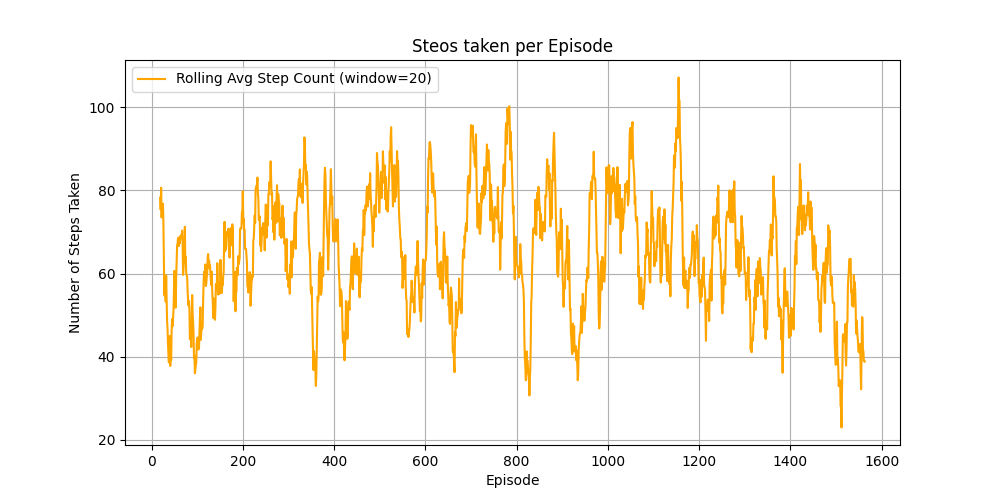 Steos taken per Episode
Rolling Avg Step Count (window=20)
Number of Steps Taken
100
80
60
40
20
0 200 400 600 800 1000 1200 1400 1600
Episode